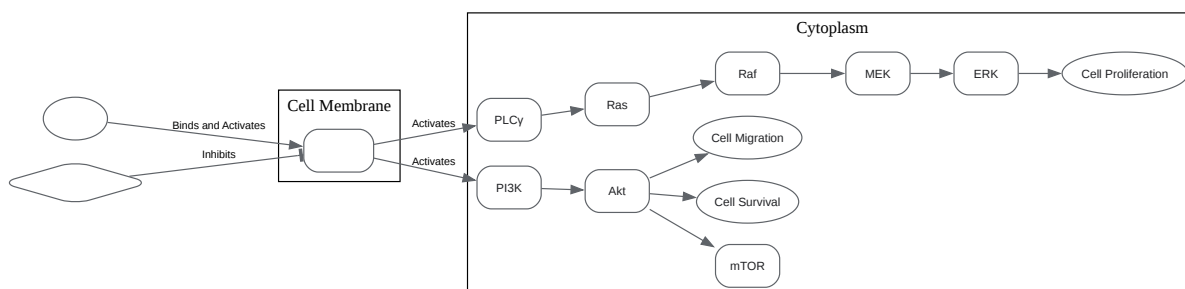 Cytoplasm
Cell Membrane
Binds and Activates
Inhibits
Activates
Activates
PLCγ
Ras
Raf
MEK
ERK
Cell Proliferation
PI3K
Akt
Cell Migration
Cell Survival
mTOR